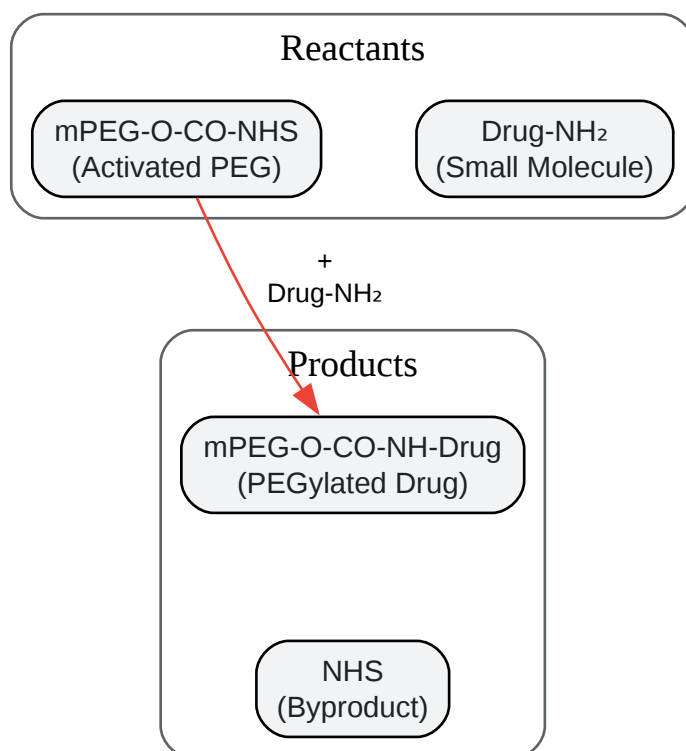 Reactants
mPEG-O-CO-NHS
(Activated PEG)
Drug-NH₂
(Small Molecule)
+
Drug-NH₂
Products
mPEG-O-CO-NH-Drug
(PEGylated Drug)
NHS
(Byproduct)